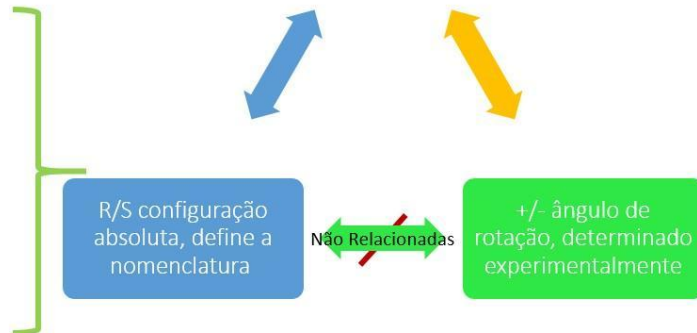 R/S configuração
absoluta, define a
nomenclatura
Não Relacionadas
+/- ângulo de
rotação, determinado
experimentalmente